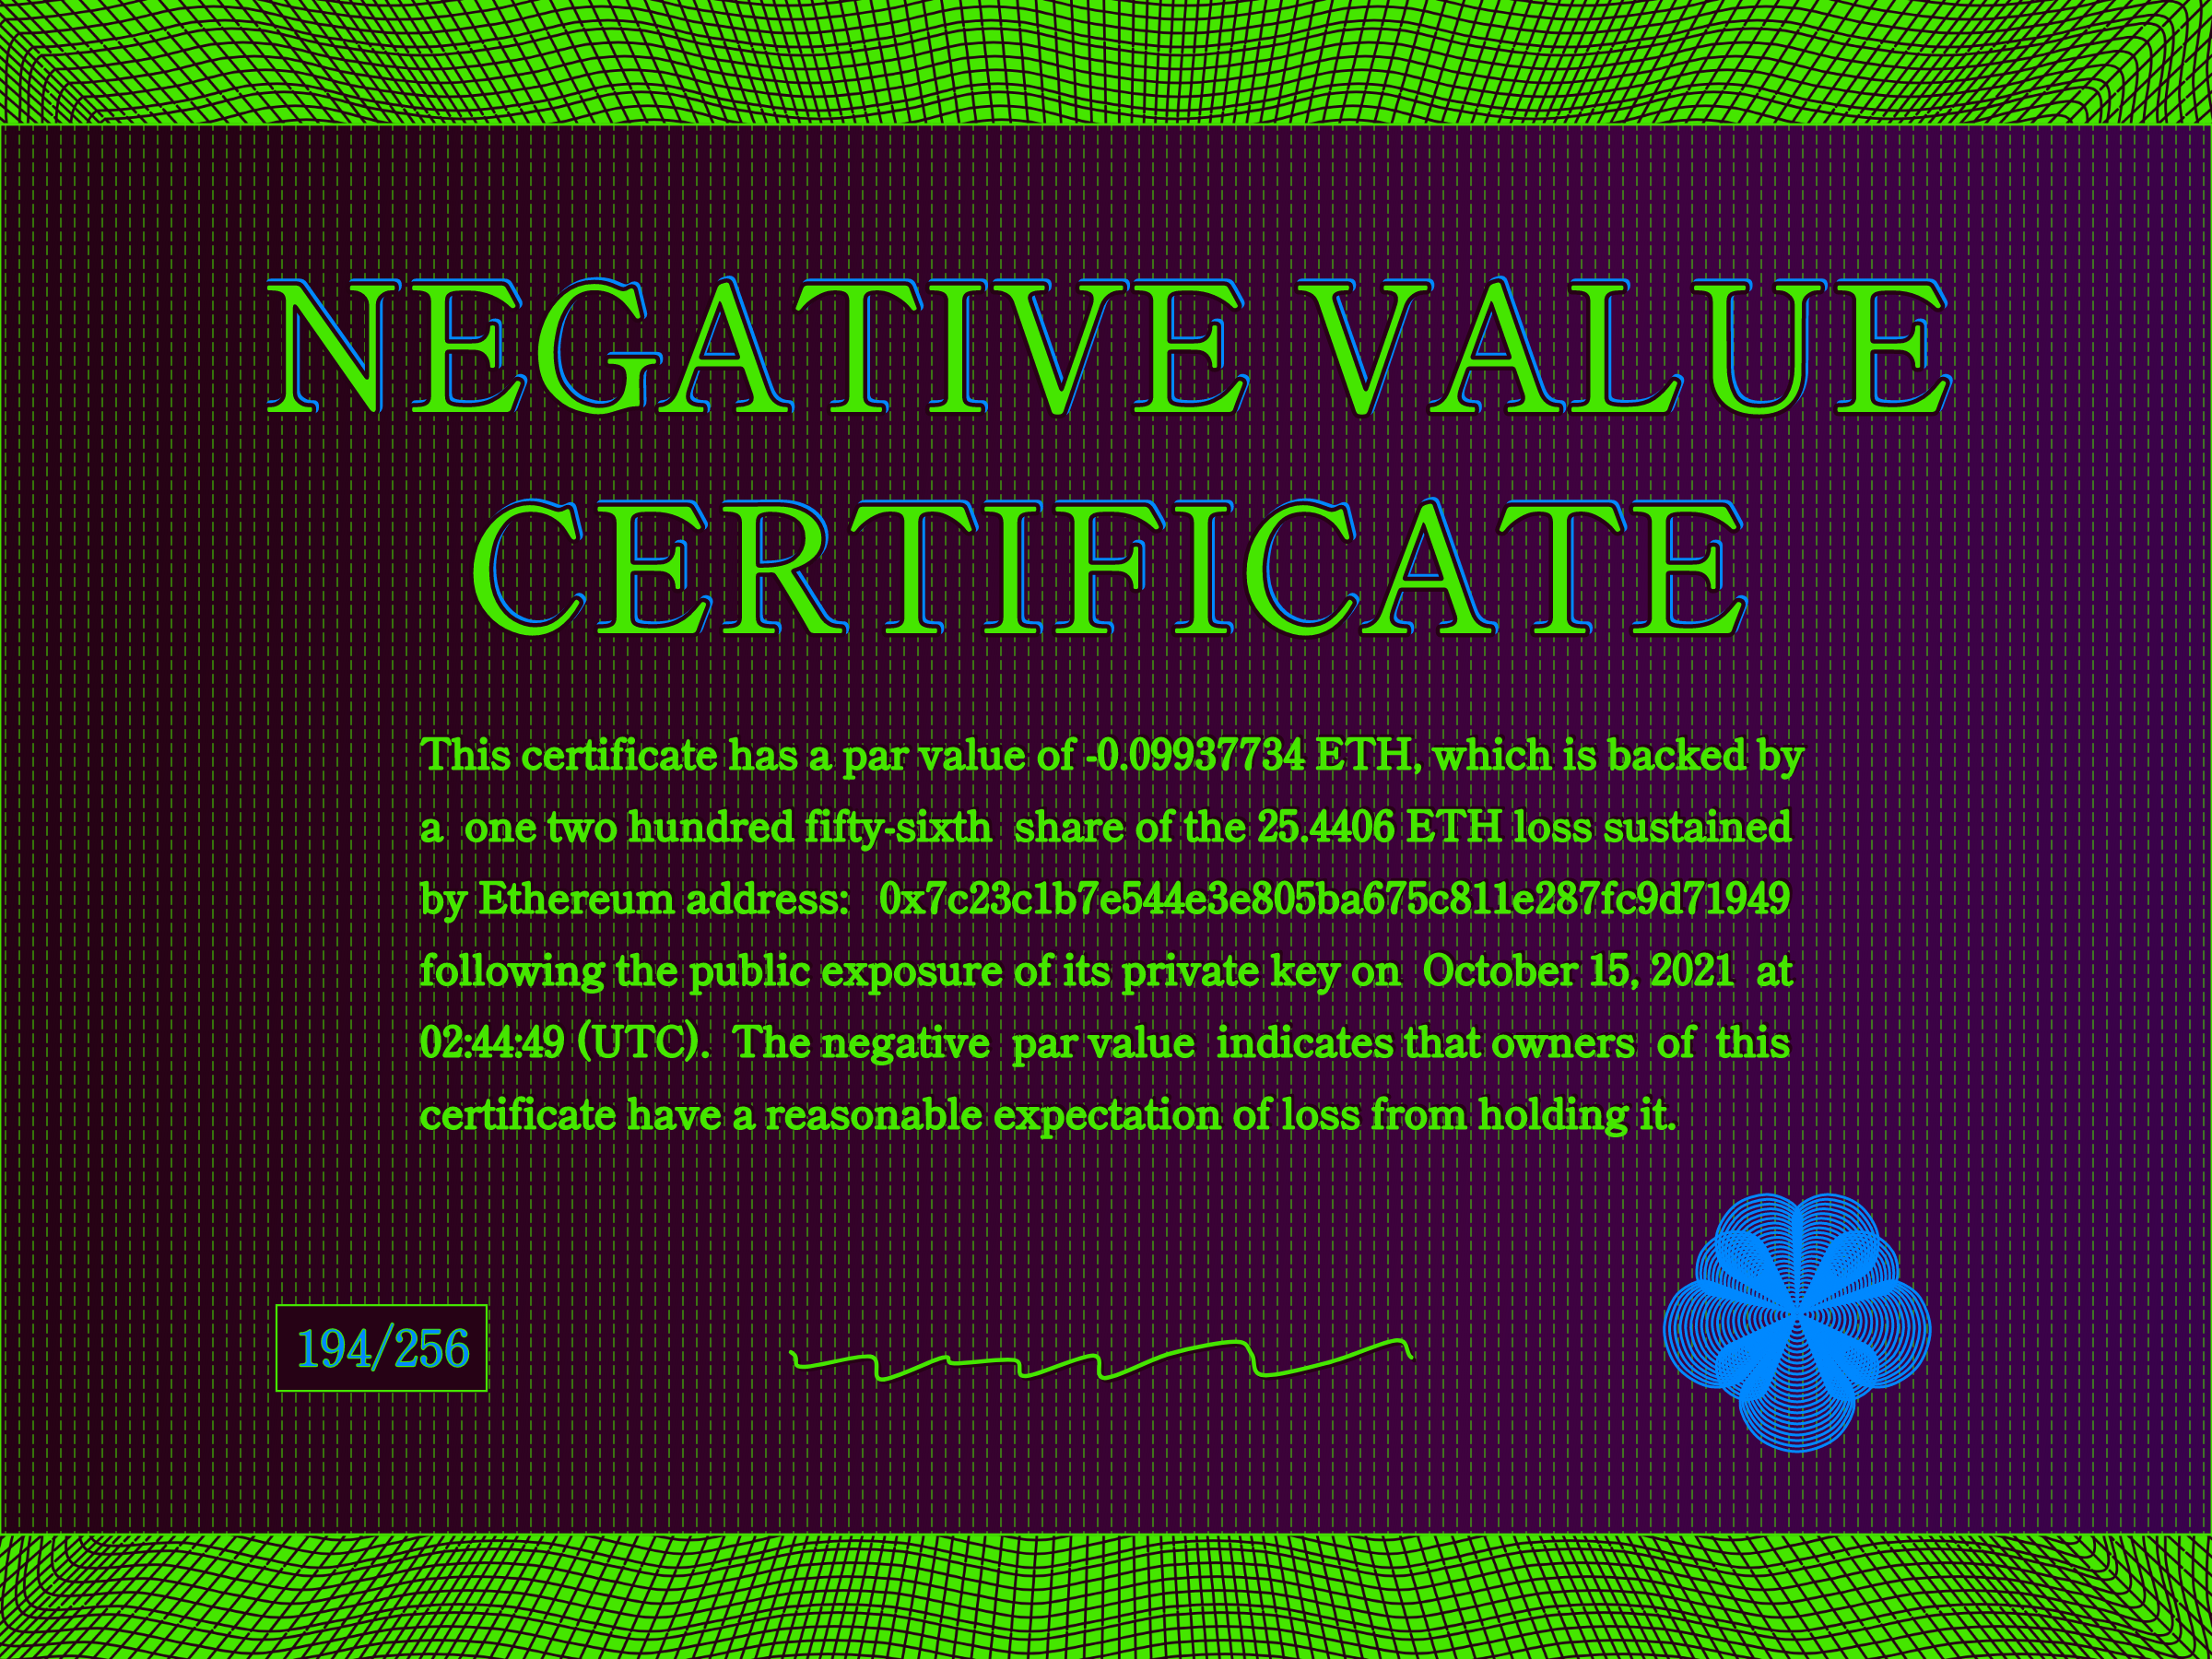 NEGATIVE VALUE
CERTIFICATE
This certificate has a par value of -0.09937734 ETH, which is backed by
a one two hundred fifty-sixth share of the 25.4406 ETH loss sustained
by Ethereum address: 0x7c23c1b7e544e3e805ba675c811e287fc9d71949
following the public exposure of its private key on October 15, 2021 at
02:44:49 (UTC). The negative par value indicates that owners of this
certificate have a reasonable expectation of loss from holding it.
194/256